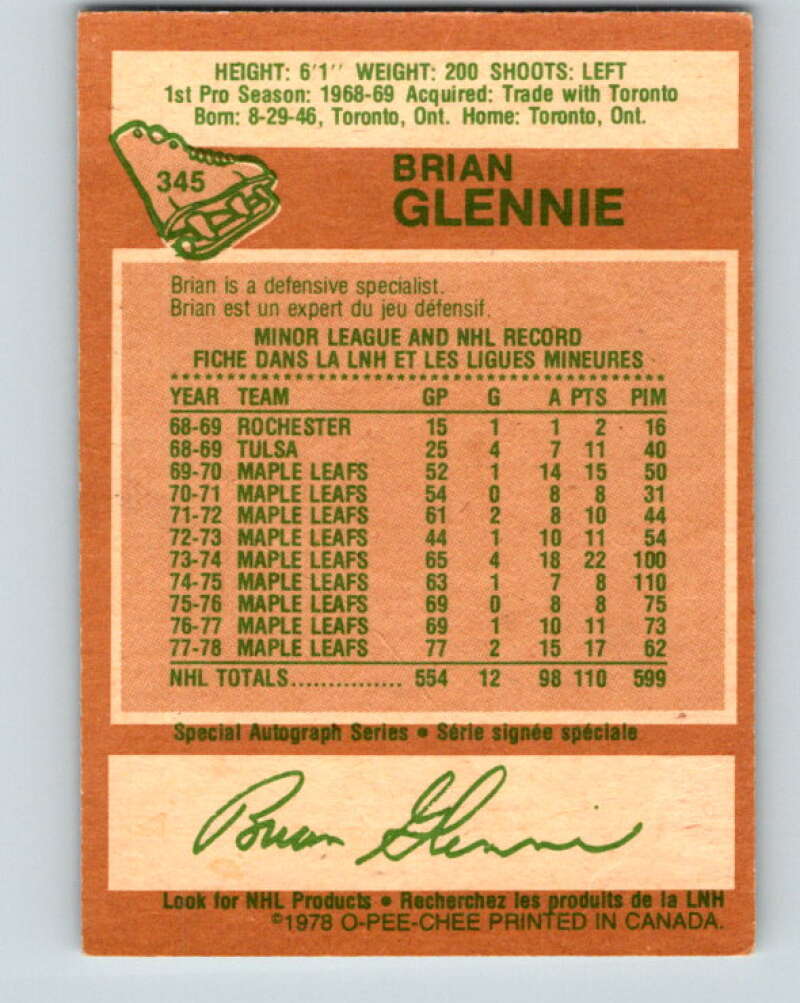 HEIGHT: 6'1'' WEIGHT: 200 SHOOTS: LEFT
1st Pro Season: 1968-69 Acquired: Trade with Toronto
Born: 8-29-46, Toronto, Ont. Home: Toronto, Ont.
345
BRIAN
GLENNIE
Brian is a defensive specialist.
Brian est un expert du jeu défensif.
MINOR LEAGUE AND NHL RECORD
FICHE DANS LA LNH ET LES LIGUES MINEURES
YEAR TEAM GP G A PTS PIM
68-69 ROCHESTER 15 1 1 2 16
68-69 TULSA 25 4 7 11 40
69-70 MAPLE LEAFS 52 1 14 15 50
70-71 MAPLE LEAFS 54 0 8 8 31
71-72 MAPLE LEAFS 61 2 8 10 44
72-73 MAPLE LEAFS 44 1 10 11 54
73-74 MAPLE LEAFS 65 4 18 22 100
74-75 MAPLE LEAFS 63 1 7 8 110
75-76 MAPLE LEAFS 69 0 8 8 75
76-77 MAPLE LEAFS 69 1 10 11 73
77-78 MAPLE LEAFS 77 2 15 17 62
NHL TOTALS............... 554 12 98 110 599
Special Autograph Series • Série signée spéciale
Brian Glennie
Look for NHL Products • Recherchez les produits de la LNH
©1978 O-PEE-CHEE PRINTED IN CANADA.